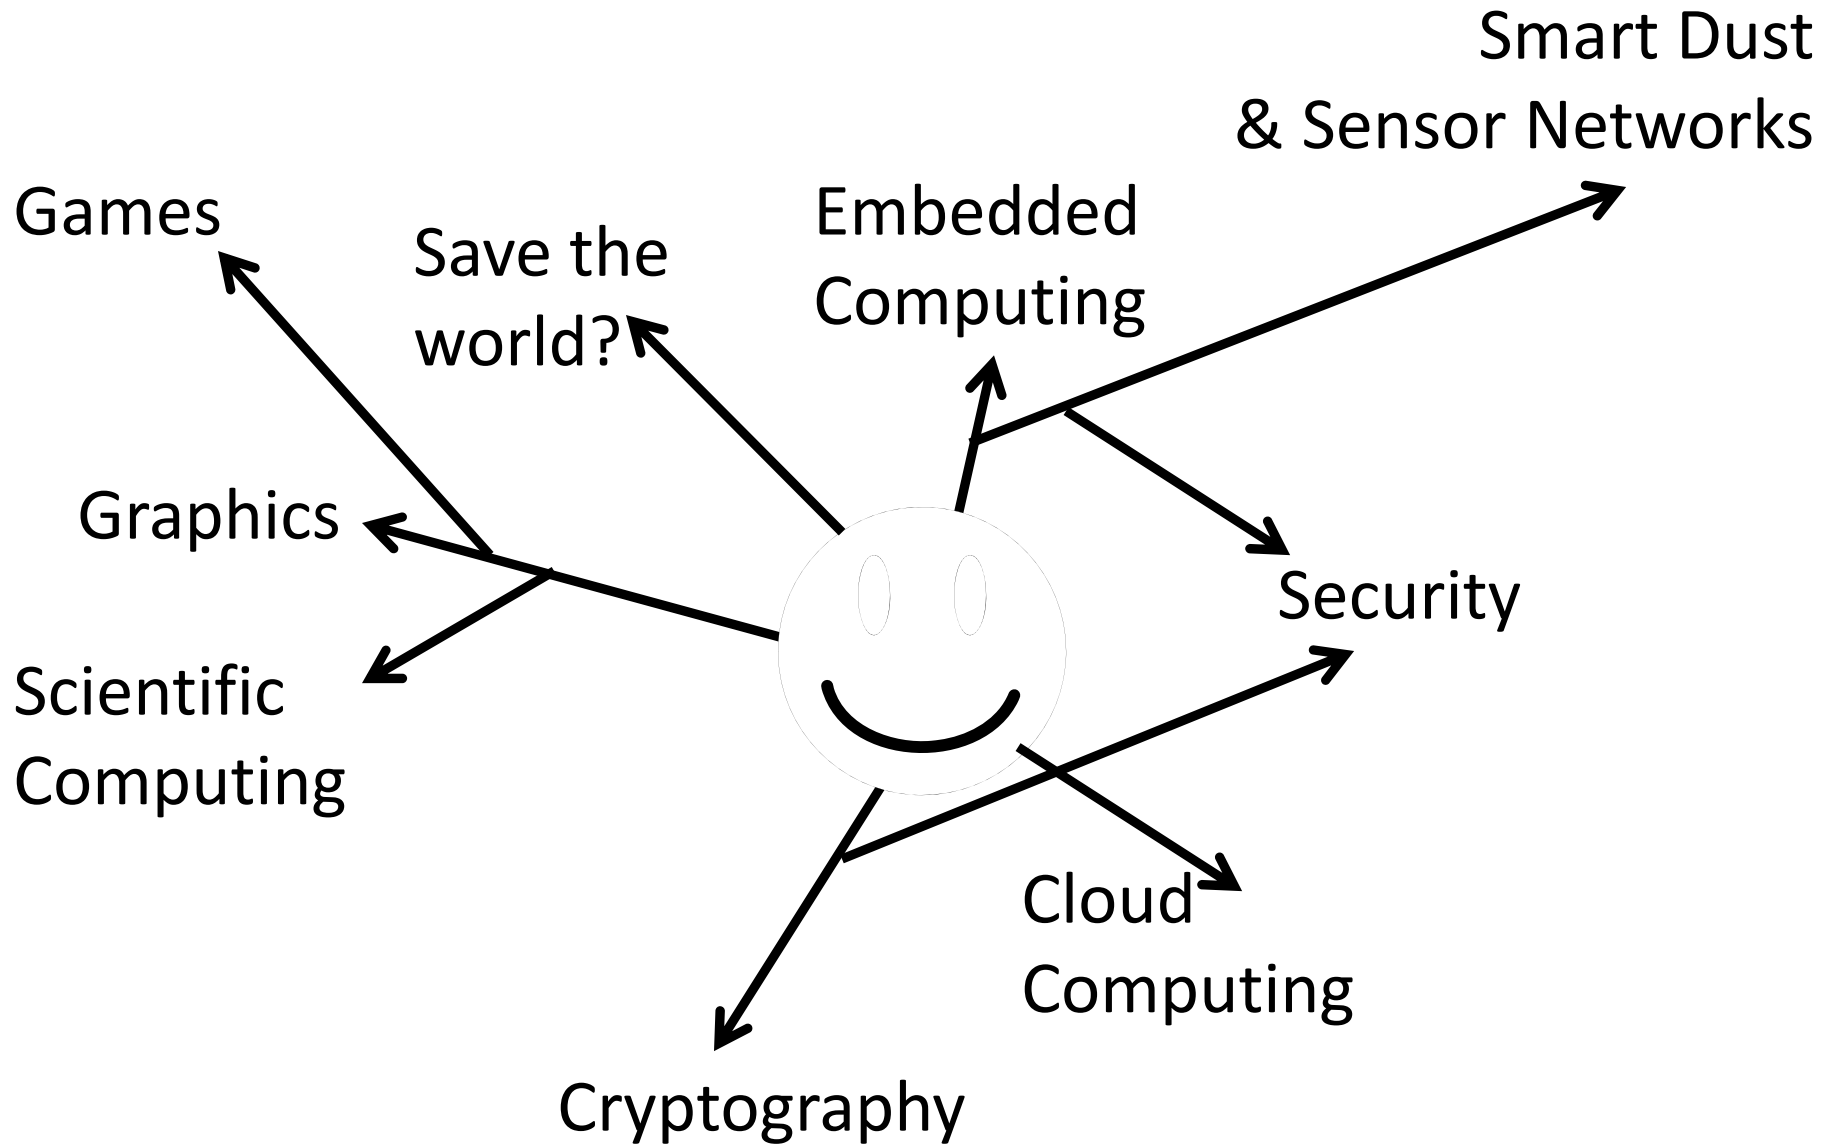 Smart Dust
& Sensor Networks
Games
Save the
world?
Embedded
Computing
Graphics
Security
Scientific
Computing
Cloud
Computing
Cryptography